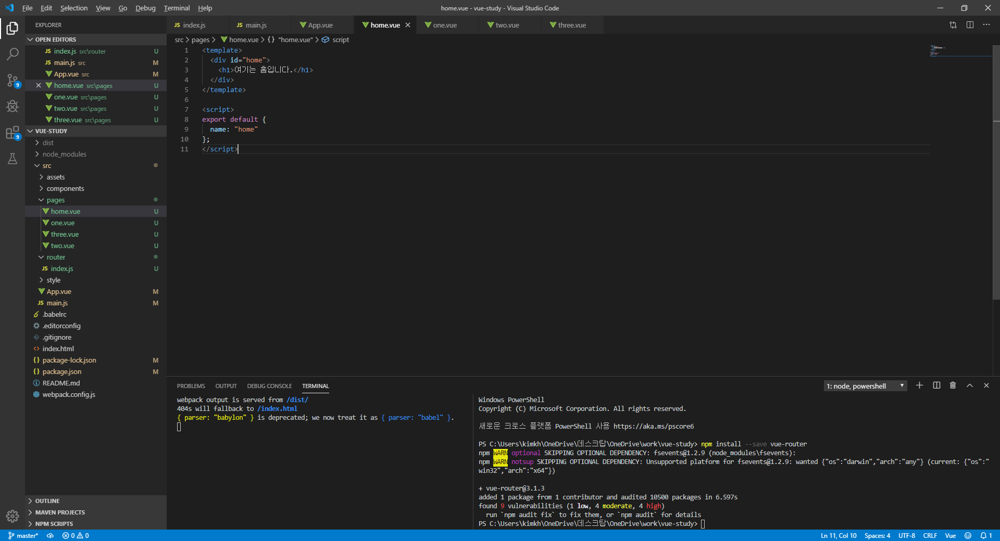 File Edit Selection View Go Debug Terminal Help
home.vue - vue-study - Visual Studio Code
EXPLORER
OPEN EDITORS
JS index.js src\router U
JS main.js src M
App.vue src M
home.vue src\pages U
one.vue src\pages U
two.vue src\pages U
three.vue src\pages U
VUE-STUDY
dist
node_modules
src
assets
components
pages
home.vue U
one.vue U
three.vue U
two.vue U
router
JS index.js U
style
App.vue M
JS main.js M
.babelrc
.editorconfig
.gitignore
index.html
package-lock.json M
package.json M
README.md
webpack.config.js
OUTLINE
MAVEN PROJECTS
NPM SCRIPTS
9
9
JS index.js JS main.js App.vue home.vue one.vue two.vue three.vue
src > pages > home.vue > {} "home.vue" > script
1 <template>
2 <div id="home">
3 <h1>여기는 홈입니다.</h1>
4 </div>
5 </template>
6
7 <script>
8 export default {
9 name: "home"
10 };
11 </script>
PROBLEMS OUTPUT DEBUG CONSOLE TERMINAL
1: node, powershell
webpack output is served from /dist/
404s will fallback to /index.html
{ parser: "babylon" } is deprecated; we now treat it as { parser: "babel" }.
Windows PowerShell
Copyright (C) Microsoft Corporation. All rights reserved.
새로운 크로스 플랫폼 PowerShell 사용 https://aka.ms/pscore6
PS C:\Users\kimkh\OneDrive\데스크탑\OneDrive\work\vue-study> npm install --save vue-router
npm WARN optional SKIPPING OPTIONAL DEPENDENCY: fsevents@1.2.9 (node_modules\fsevents):
npm WARN notsup SKIPPING OPTIONAL DEPENDENCY: Unsupported platform for fsevents@1.2.9: wanted {"os":"darwin","arch":"any"} (current: {"os":"
win32","arch":"x64"})
+ vue-router@3.1.3
added 1 package from 1 contributor and audited 10500 packages in 6.597s
found 9 vulnerabilities (1 low, 4 moderate, 4 high)
run `npm audit fix` to fix them, or `npm audit` for details
PS C:\Users\kimkh\OneDrive\데스크탑\OneDrive\work\vue-study>
master* 0 0
Ln 11, Col 10 Spaces: 4 UTF-8 CRLF Vue 1